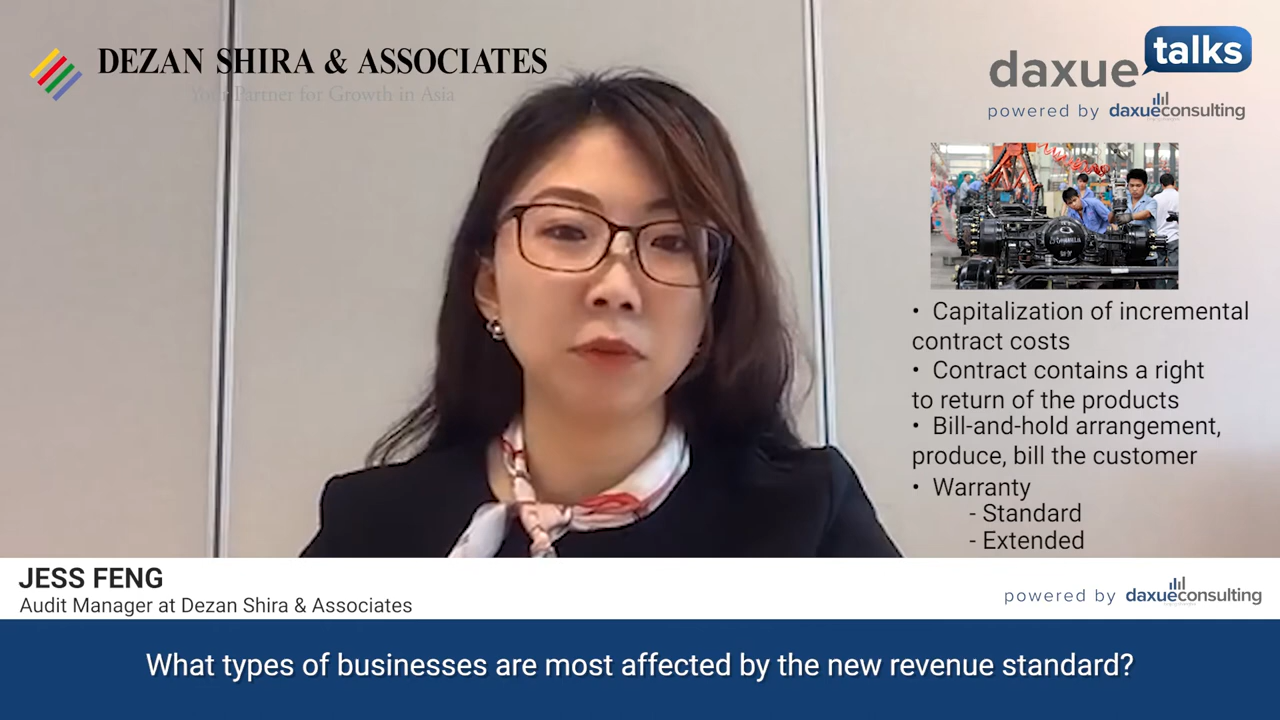 DEZAN SHIRA & ASSOCIATES
Your Partner for Growth in Asia
daxue talks
powered by daxueconsulting
• Capitalization of incremental
contract costs
• Contract contains a right
to return of the products
• Bill-and-hold arrangement,
produce, bill the customer
• Warranty
- Standard
- Extended
JESS FENG
Audit Manager at Dezan Shira & Associates
powered by daxueconsulting
What types of businesses are most affected by the new revenue standard?